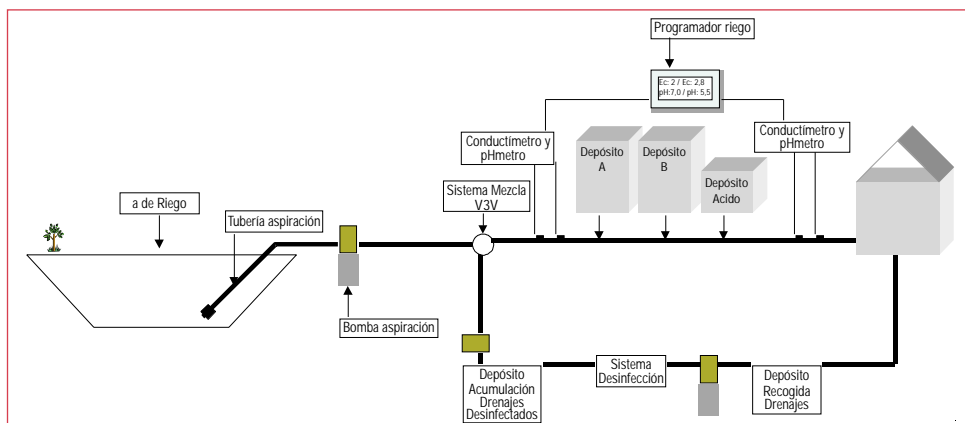 Programador riego
Ec: 2 / Ec: 2,8
pH:7,0 / pH: 5,5
Conductímetro y
pHmetro
Depósito
A
Depósito
B
Depósito
Acido
Conductímetro y
pHmetro
Sistema Mezcla
V3V
a de Riego
Tubería aspiración
Bomba aspiración
Depósito
Acumulación
Drenajes
Desinfectados
Sistema
Desinfección
Depósito
Recogida
Drenajes